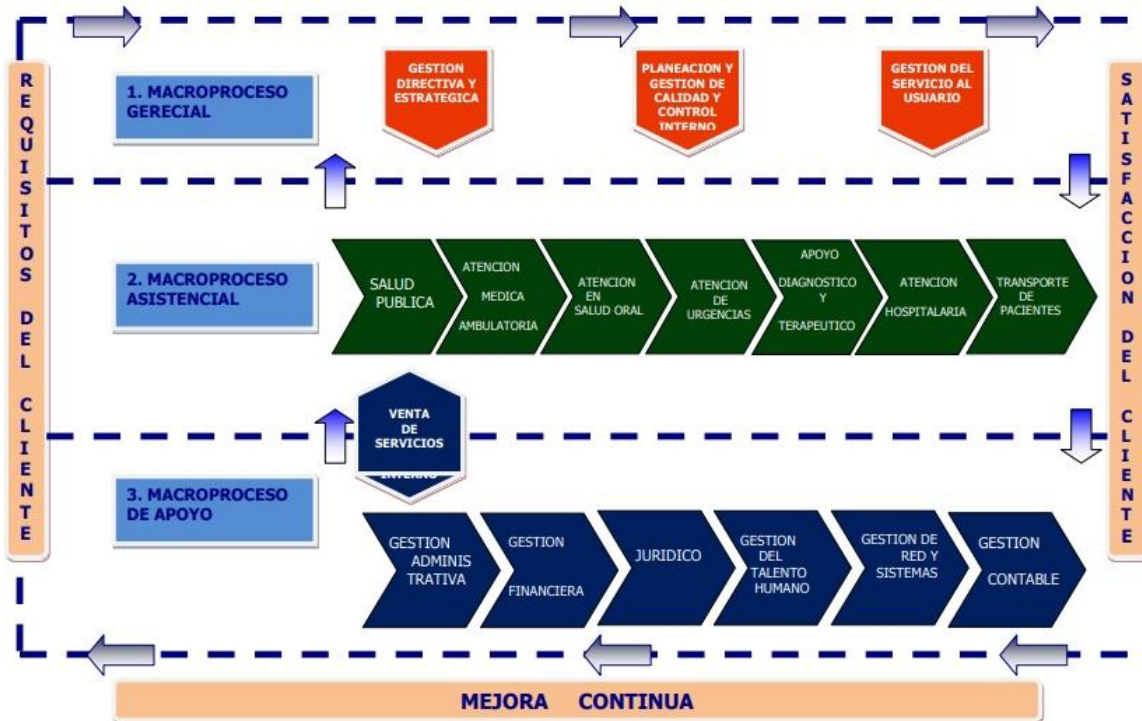 REQUISITOS DEL CLIENTE
1. MACROPROCESO
GERECIAL
GESTION
DIRECTIVA Y
ESTRATEGICA
PLANEACION Y
GESTION DE
CALIDAD Y
CONTROL
INTERNO
GESTION DEL
SERVICIO AL
USUARIO
SATISFACCION DEL CLIENTE
2. MACROPROCESO
ASISTENCIAL
SALUD
PUBLICA
ATENCION
MEDICA
AMBULATORIA
ATENCION
EN
SALUD ORAL
ATENCION
DE
URGENCIAS
APOYO
DIAGNOSTICO
Y
TERAPEUTICO
ATENCION
HOSPITALARIA
TRANSPORTE
DE
PACIENTES
VENTA
DE
SERVICIOS
INTERNO
3. MACROPROCESO
DE APOYO
GESTION
ADMINIS
TRATIVA
GESTION
FINANCIERA
JURIDICO
GESTION
DEL
TALENTO
HUMANO
GESTION DE
RED Y
SISTEMAS
GESTION
CONTABLE
MEJORA CONTINUA